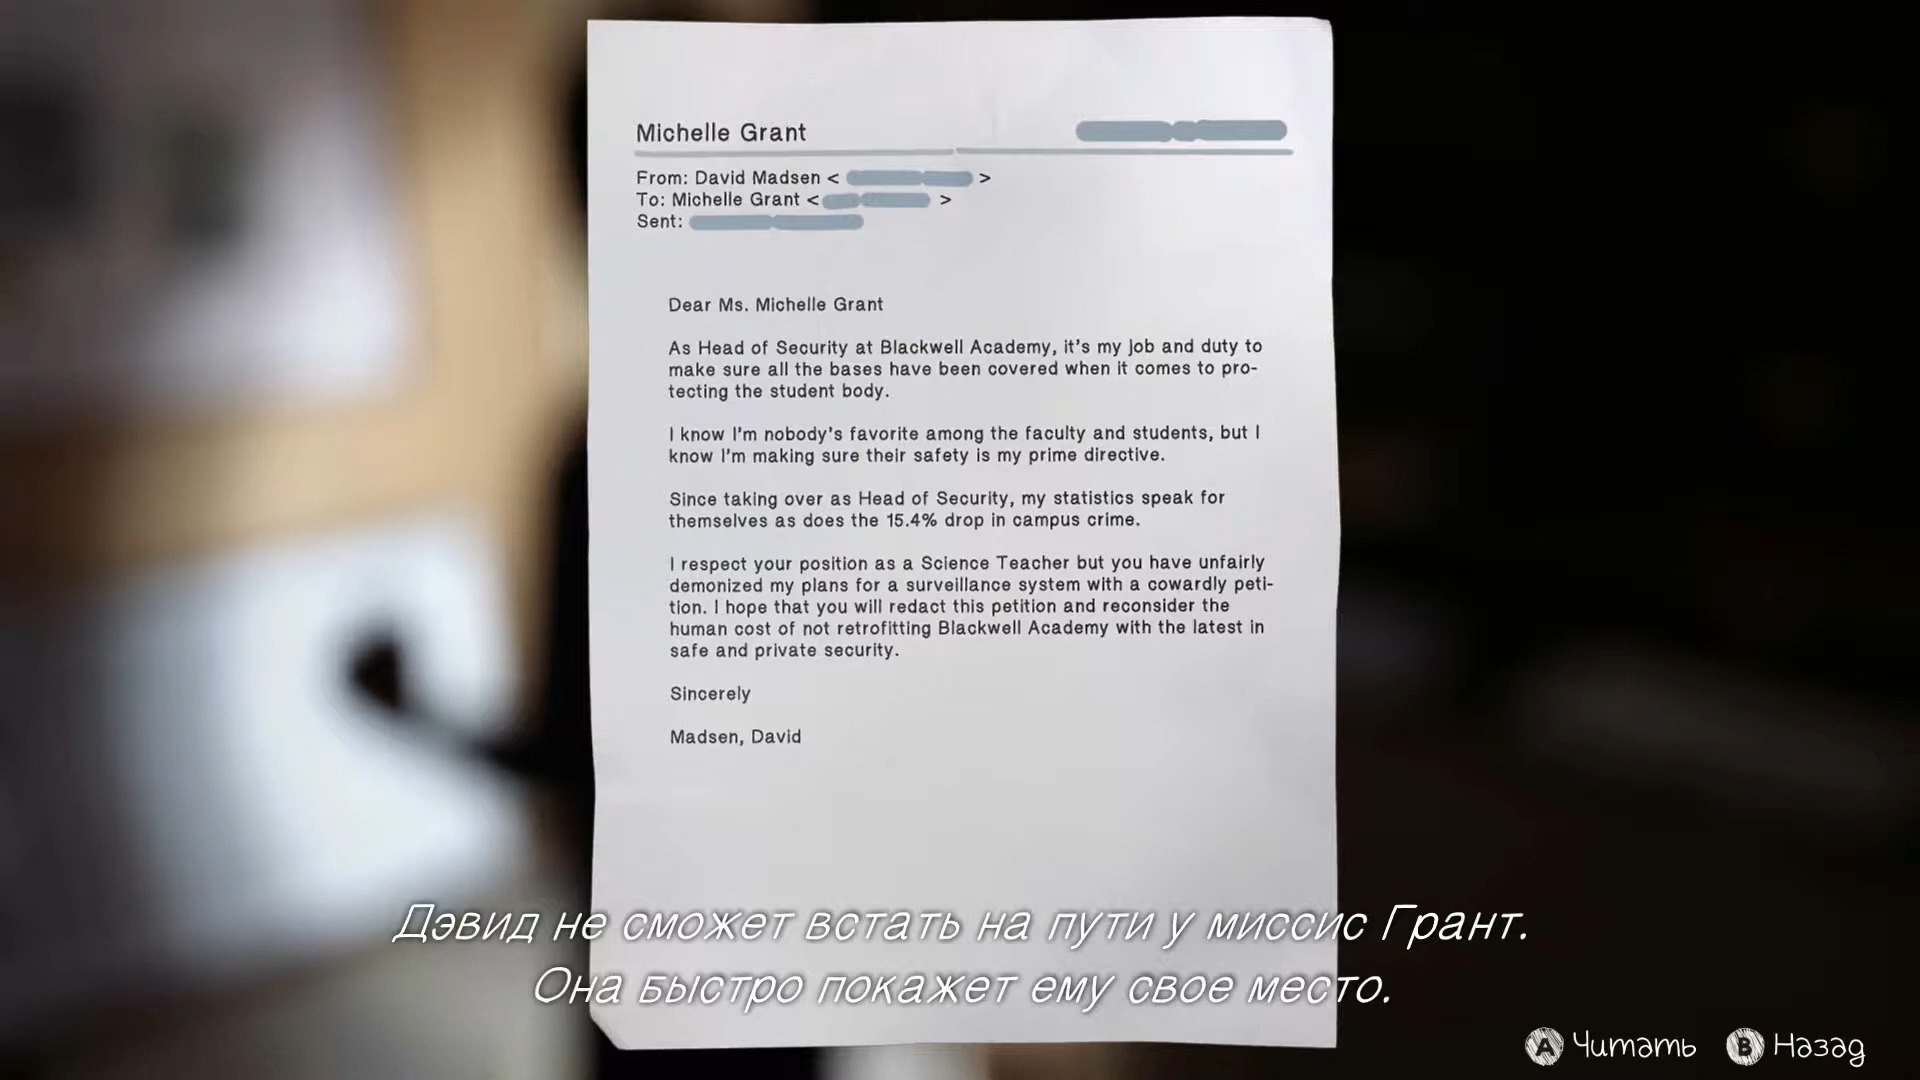 Michelle Grant
From: David Madsen < >
To: Michelle Grant < >
Sent:
Dear Ms. Michelle Grant
As Head of Security at Blackwell Academy, it's my job and duty to
make sure all the bases have been covered when it comes to pro-
tecting the student body.
I know I'm nobody's favorite among the faculty and students, but I
know I'm making sure their safety is my prime directive.
Since taking over as Head of Security, my statistics speak for
themselves as does the 15.4% drop in campus crime.
I respect your position as a Science Teacher but you have unfairly
demonized my plans for a surveillance system with a cowardly peti-
tion. I hope that you will redact this petition and reconsider the
human cost of not retrofitting Blackwell Academy with the latest in
safe and private security.
Sincerely
Madsen, David
Дэвид не сможет встать на пути у миссис Грант.
Она быстро покажет ему свое место.
A Читать B Назад